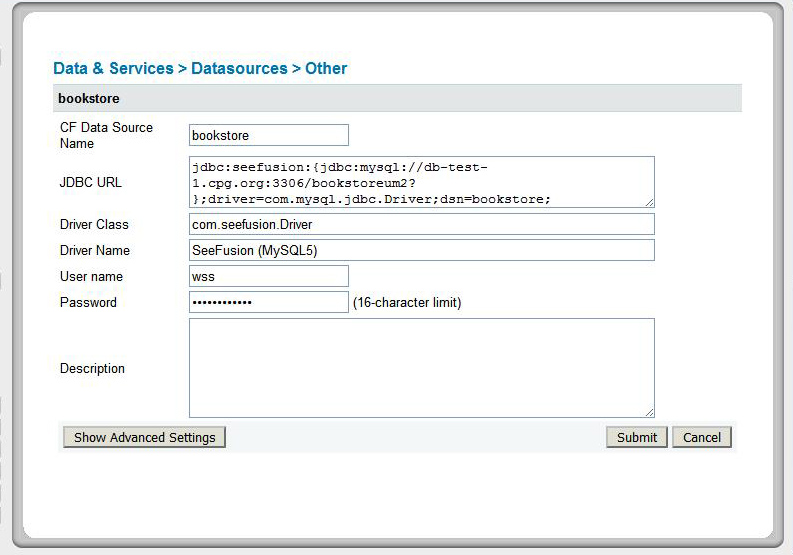 Data & Services > Datasources > Other
bookstore
CF Data Source
Name
bookstore
JDBC URL
jdbc:seefusion:{jdbc:mysql://db-test-
1.cpg.org:3306/bookstoreum2?
};driver=com.mysql.jdbc.Driver;dsn=bookstore;
Driver Class
com.seefusion.Driver
Driver Name
SeeFusion (MySQL5)
User name
wss
Password
•••••••••••• (16-character limit)
Description
Show Advanced Settings
Submit
Cancel